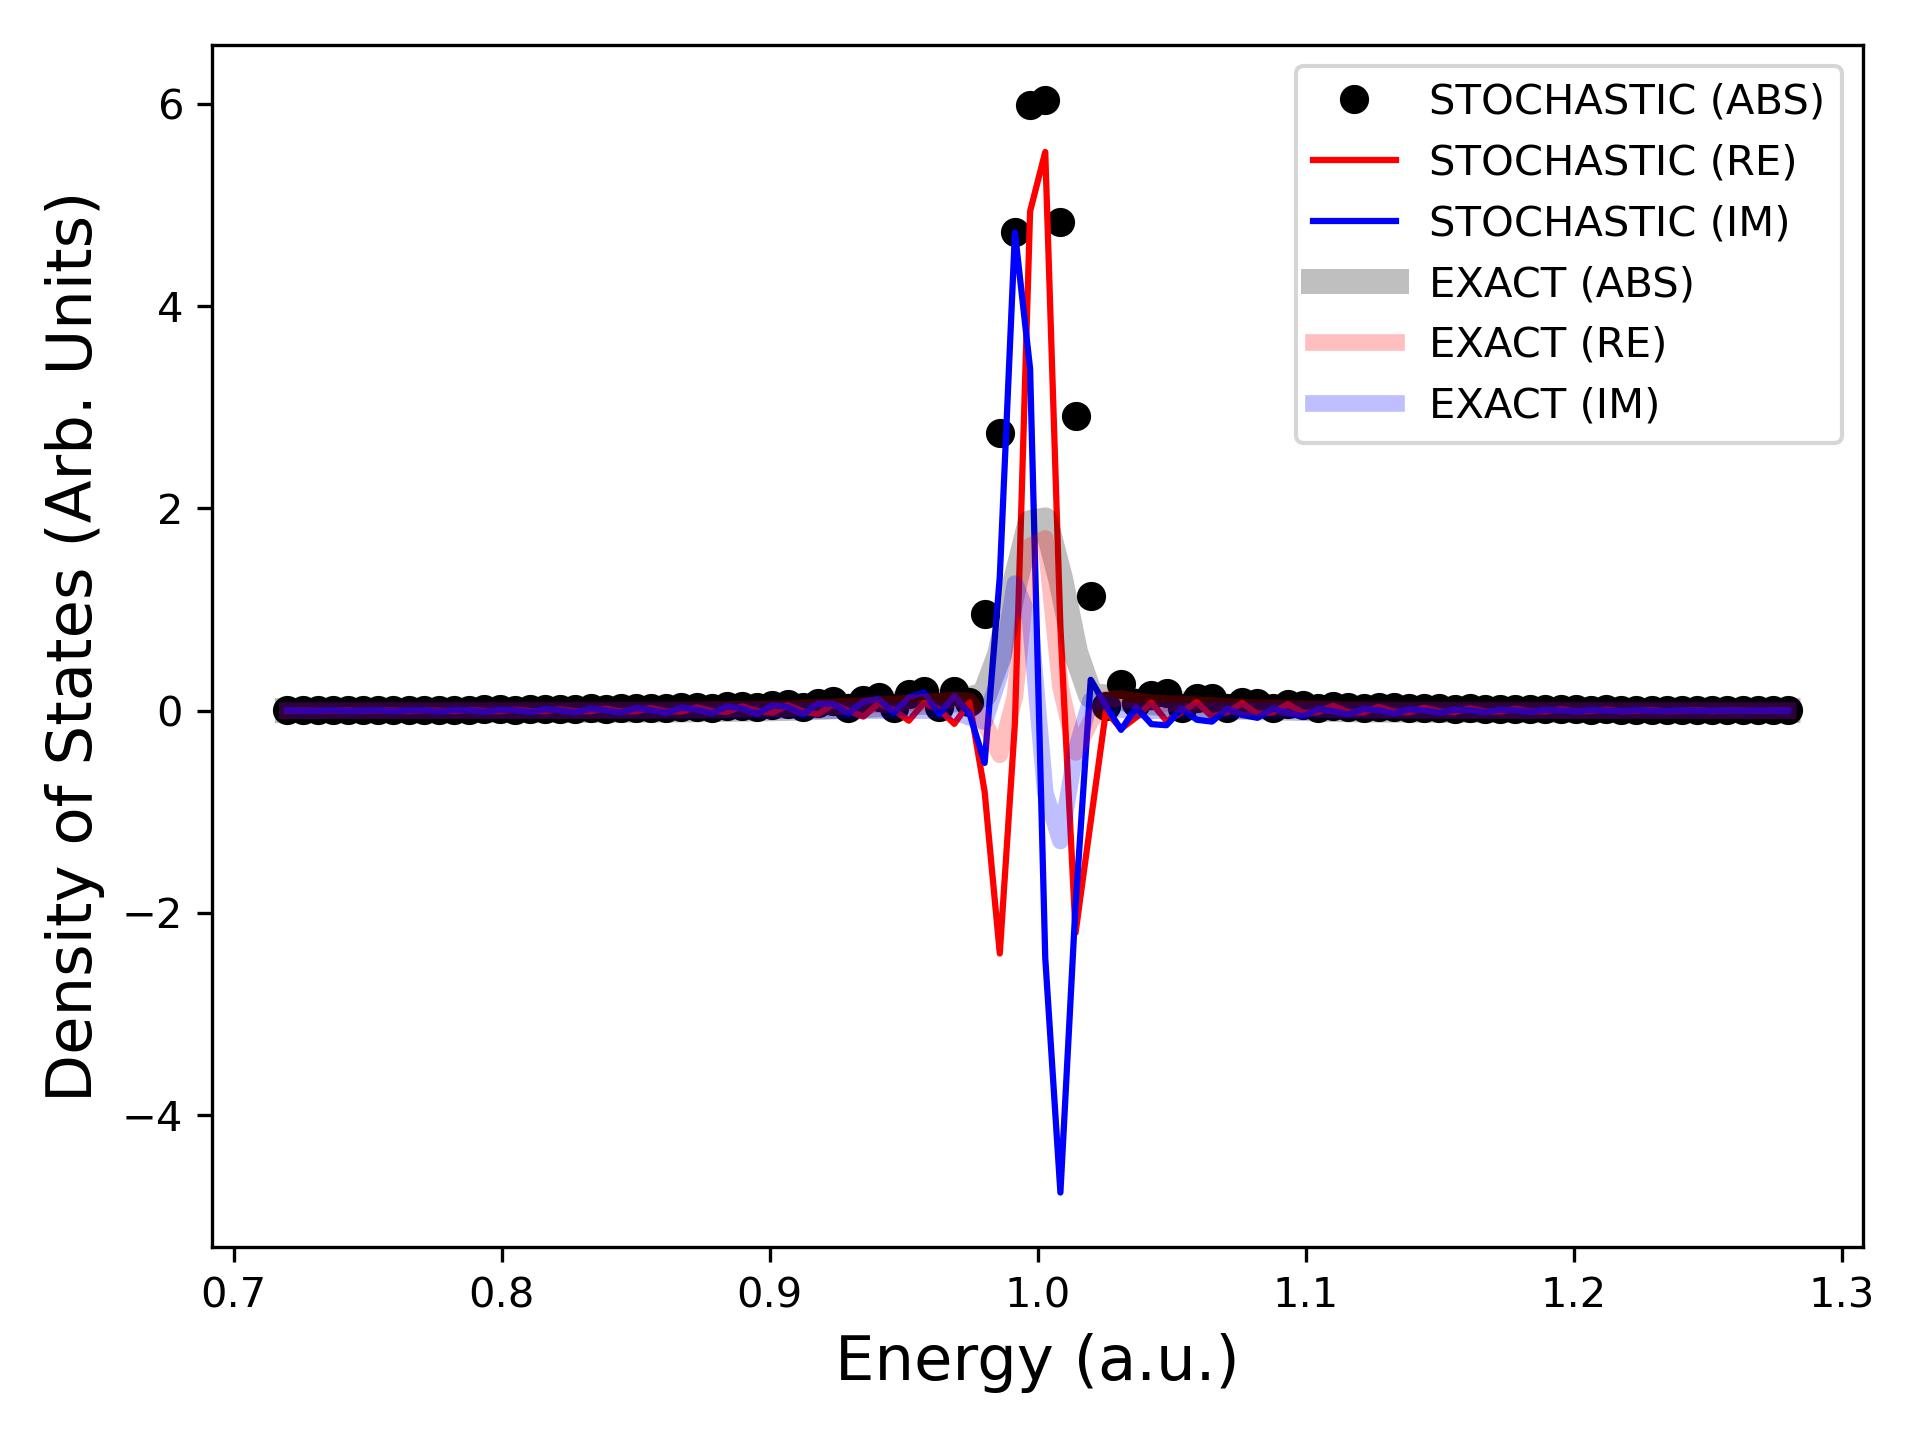 STOCHASTIC (ABS)
STOCHASTIC (RE)
STOCHASTIC (IM)
EXACT (ABS)
EXACT (RE)
EXACT (IM)
Density of States (Arb. Units)
6
4
2
0
−2
−4
0.7 0.8 0.9 1.0 1.1 1.2 1.3
Energy (a.u.)